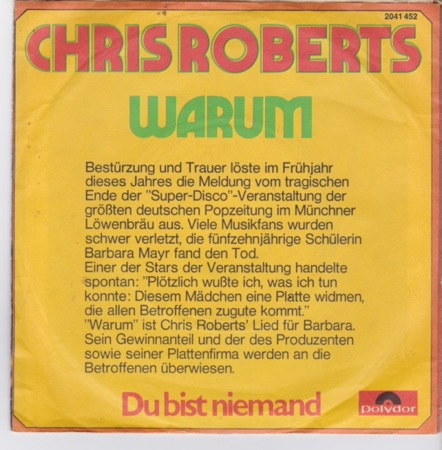 2041 452
CHRIS ROBERTS
WARUM
Bestürzung und Trauer löste im Frühjahr
dieses Jahres die Meldung vom tragischen
Ende der "Super-Disco"-Veranstaltung der
größten deutschen Popzeitung im Münchner
Löwenbräu aus. Viele Musikfans wurden
schwer verletzt, die fünfzehnjährige Schülerin
Barbara Mayr fand den Tod.
Einer der Stars der Veranstaltung handelte
spontan: "Plötzlich wußte ich, was ich tun
konnte: Diesem Mädchen eine Platte widmen,
die allen Betroffenen zugute kommt."
"Warum" ist Chris Roberts' Lied für Barbara.
Sein Gewinnanteil und der des Produzenten
sowie seiner Plattenfirma werden an die
Betroffenen überwiesen.
Du bist niemand
polydor